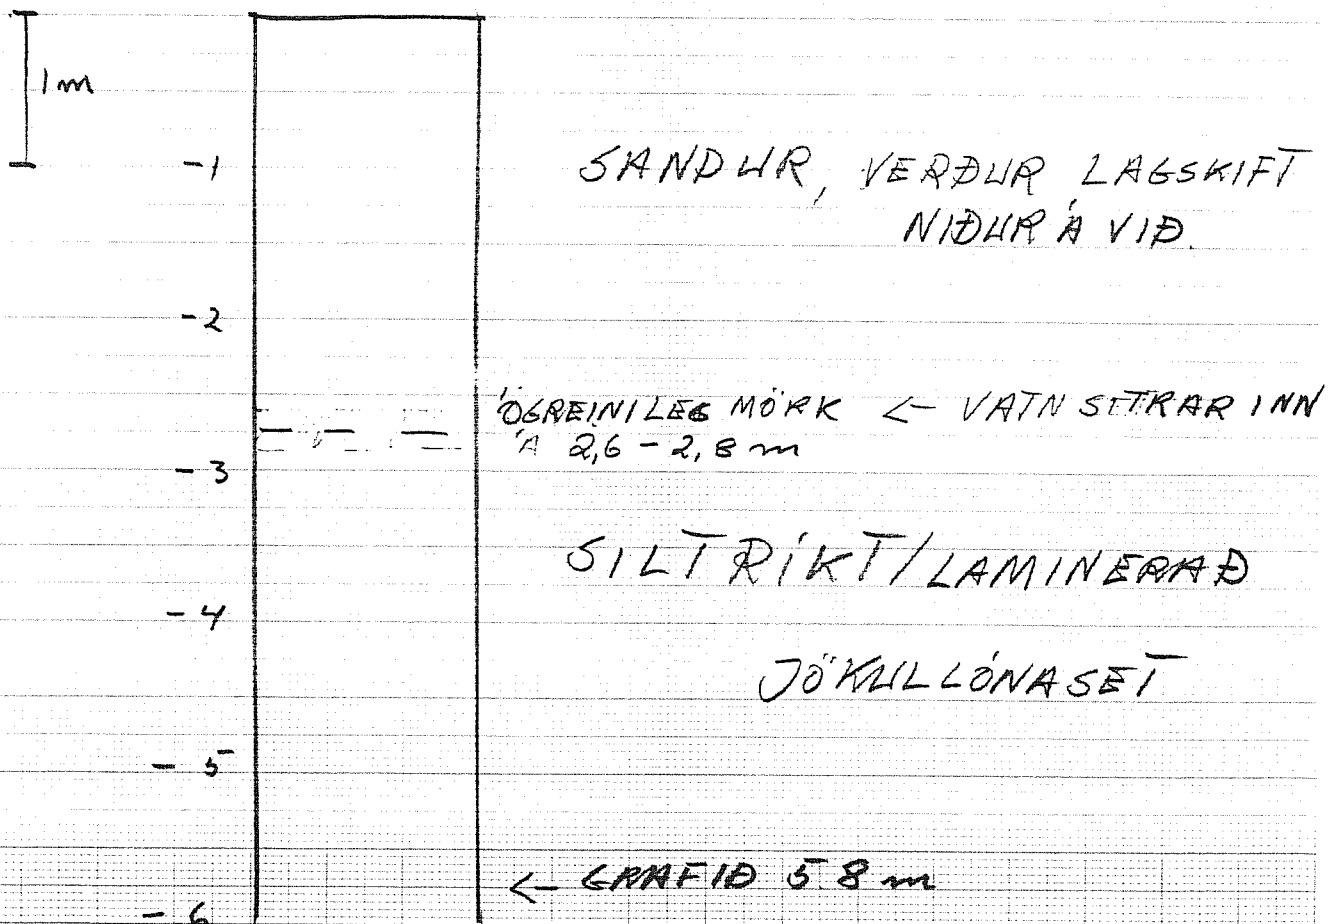 1m
-1
SANDUR, VERÐUR LAGSKIFT
NIÐUR Á VIÐ.
-2
ÓGREINILEG MÖRK ← VATN SITRAR INN
Á 2,6 - 2,8 m
-3
SILTRÍKT/LAMINERAÐ
-4
JÖKULLÓNASET
-5
← GRAFIÐ 5.8 m
-6